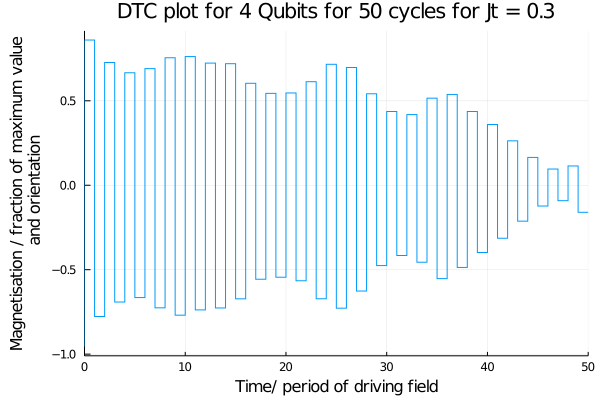 DTC plot for 4 Qubits for 50 cycles for Jt = 0.3
Magnetisation / fraction of maximum value
and orientation
0.5
0.0
−0.5
−1.0
0
10
20
30
40
50
Time/ period of driving field